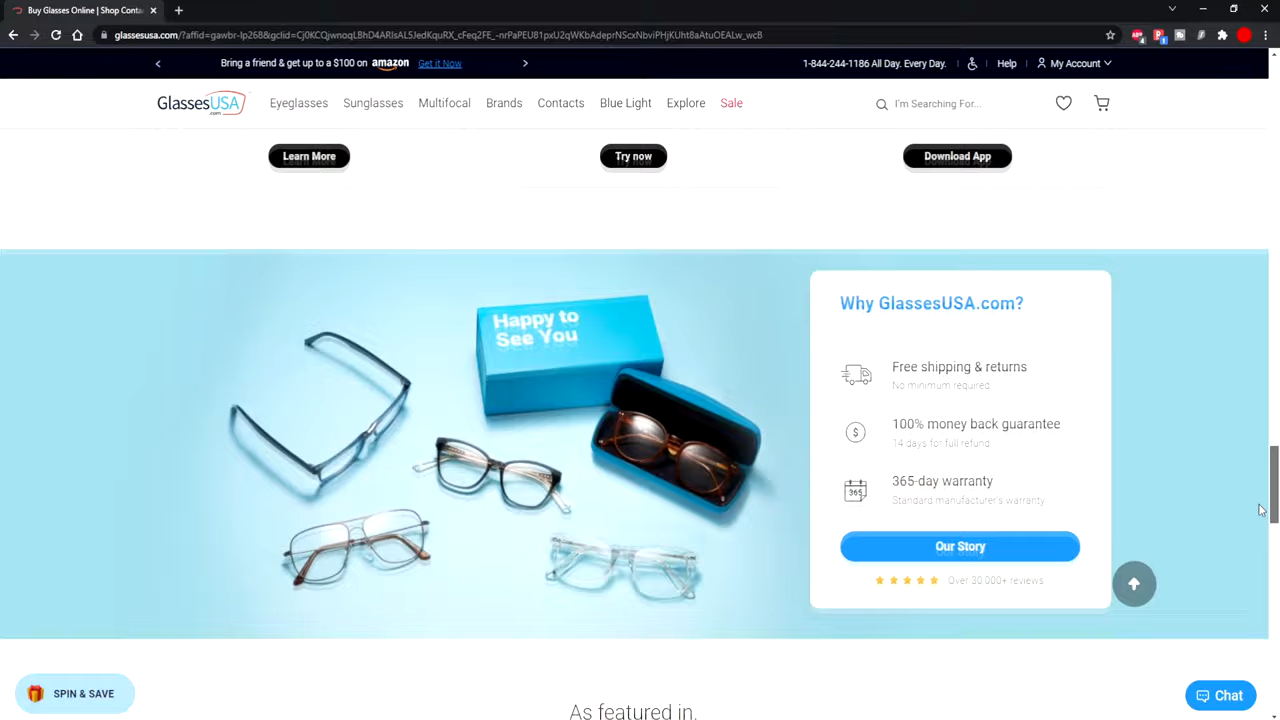 Buy Glasses Online | Shop Conta
glassesusa.com/?affid=gawbr-lp268&gclid=Cj0KCQjwnoqLBhD4ARIsAL5JedKquRX_cFeq2FE_-nrPaPEU81pxU2qWKbAdeprNScxNbviPHjKUht8aAtuOEALw_wcB
Bring a friend & get up to a $100 on amazon Get it Now
1-844-244-1186 All Day. Every Day.
Help
My Account
GlassesUSA
.com
Eyeglasses
Sunglasses
Multifocal
Brands
Contacts
Blue Light
Explore
Sale
I'm Searching For...
Learn More
Try now
Download App
Happy to
See You
Why GlassesUSA.com?
Free shipping & returns
No minimum required.
100% money back guarantee
14 days for full refund.
365-day warranty
Standard manufacturer's warranty
365
Our Story
Over 30,000+ reviews
SPIN & SAVE
Chat
As featured in.